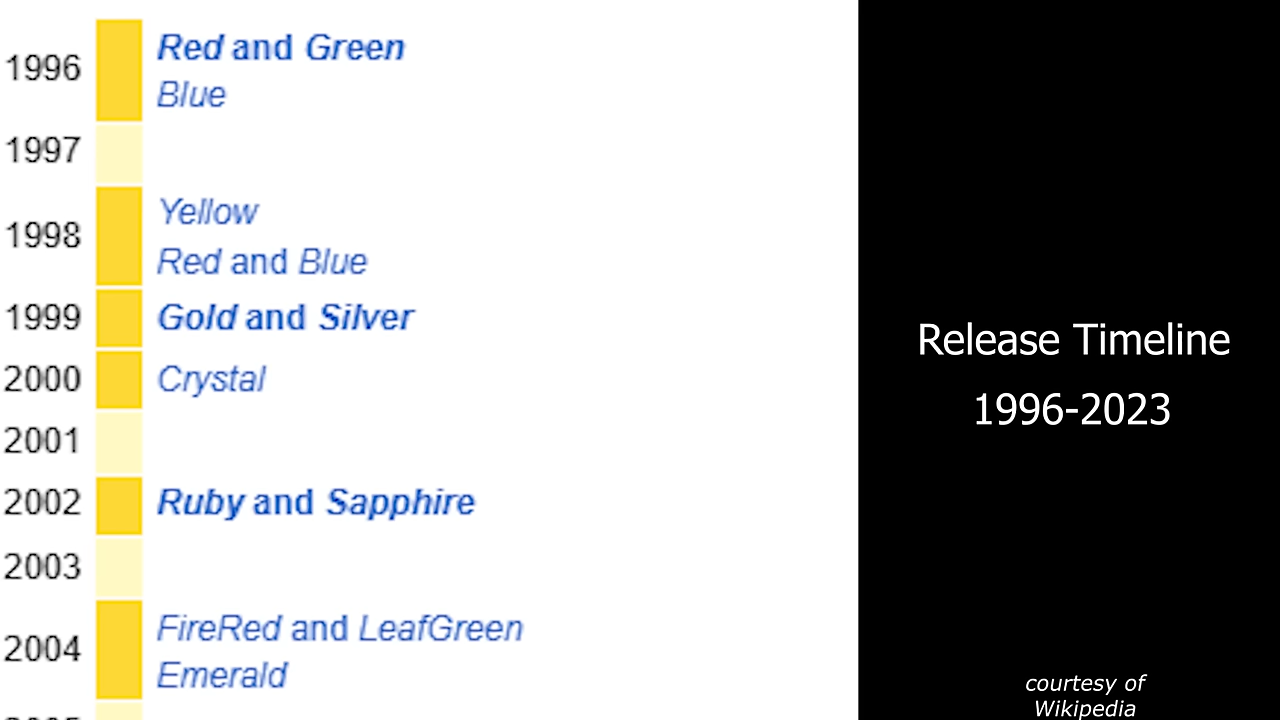 1996
Red and Green
Blue
1997
1998
Yellow
Red and Blue
1999
Gold and Silver
2000
Crystal
2001
2002
Ruby and Sapphire
2003
2004
FireRed and LeafGreen
Emerald
Release Timeline
1996-2023
courtesy of
Wikipedia